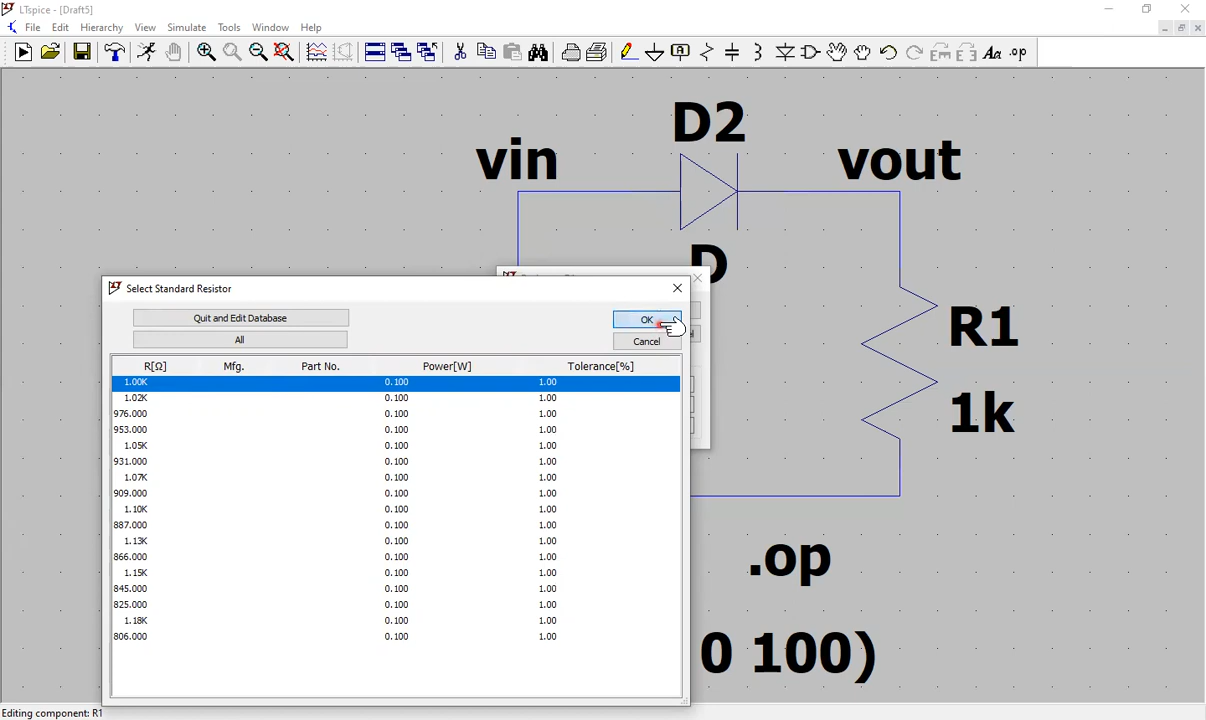 LTspice - [Draft5]
File Edit Hierarchy View Simulate Tools Window Help
Aa .op
D2
vin
vout
D
Select Standard Resistor
Quit and Edit Database
OK
All
Cancel
R[Ω] Mfg. Part No. Power[W] Tolerance[%]
1.00K 0.100 1.00
1.02K 0.100 1.00
976.000 0.100 1.00
953.000 0.100 1.00
1.05K 0.100 1.00
931.000 0.100 1.00
1.07K 0.100 1.00
909.000 0.100 1.00
1.10K 0.100 1.00
887.000 0.100 1.00
1.13K 0.100 1.00
866.000 0.100 1.00
1.15K 0.100 1.00
845.000 0.100 1.00
825.000 0.100 1.00
1.18K 0.100 1.00
806.000 0.100 1.00
R1
1k
.op
0 100)
Editing component: R1